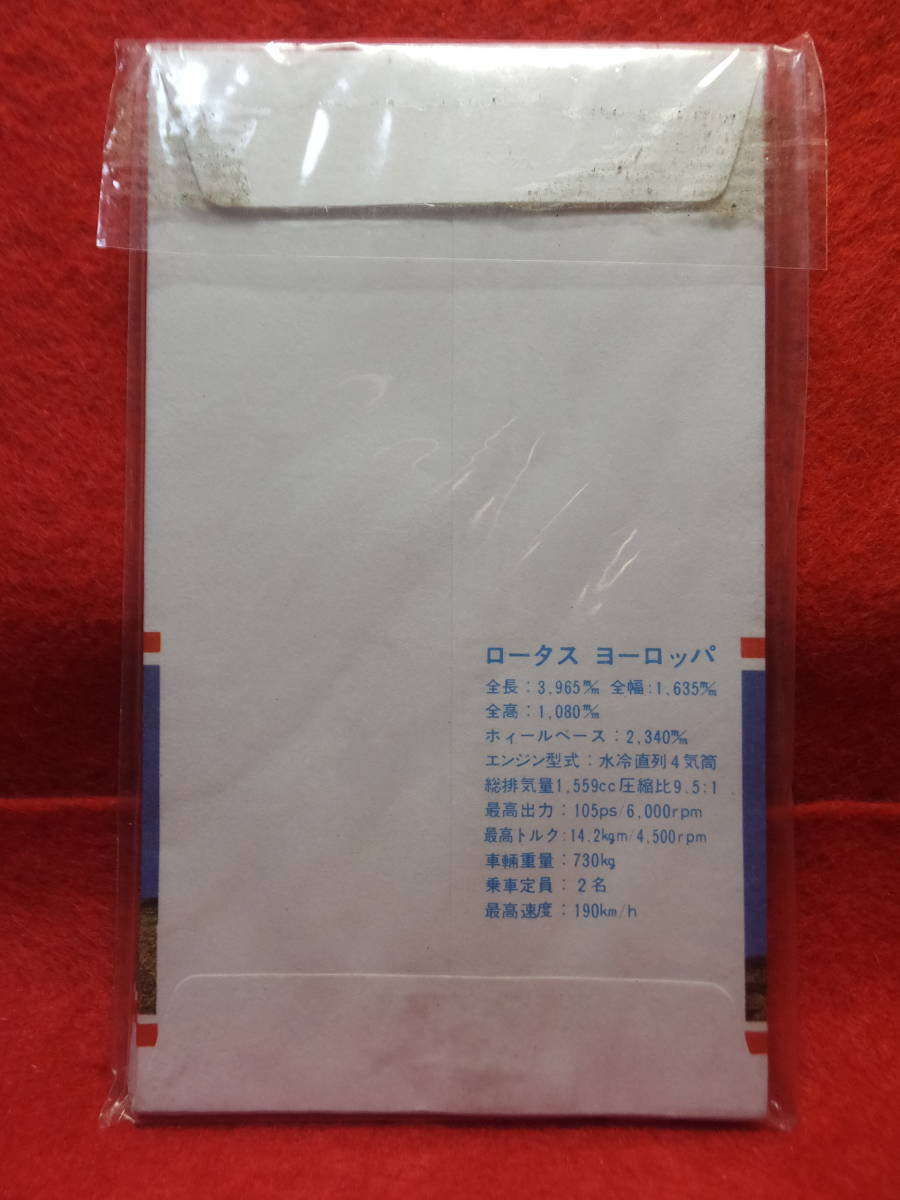 ロータス ヨーロッパ
全長：3,965㎜ 全幅：1,635㎜
全高：1,080㎜
ホィールベース：2,340㎜
エンジン型式：水冷直列4気筒
総排気量1,559cc圧縮比9.5:1
最高出力：105ps/6,000rpm
最高トルク：14.2kgm/4,500rpm
車輛重量：730kg
乗車定員：2名
最高速度：190km/h